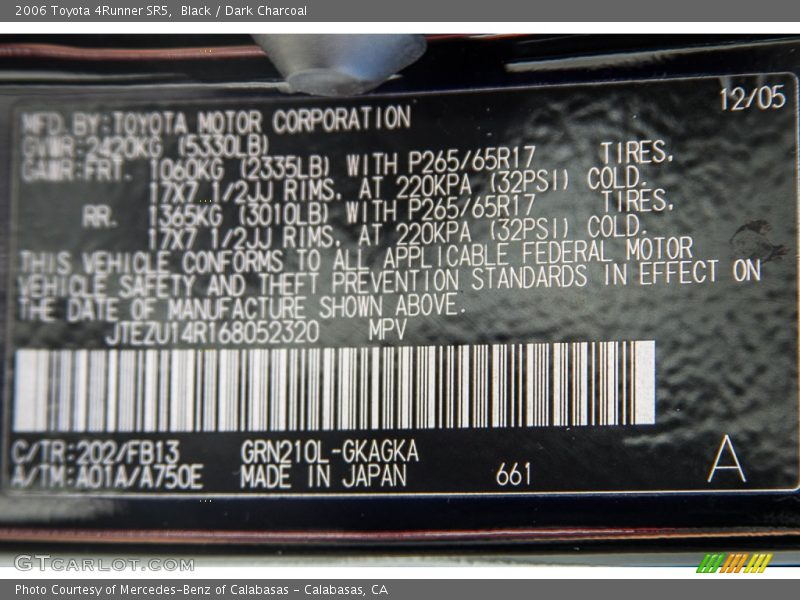 2006 Toyota 4Runner SR5,  Black / Dark Charcoal
12/05
MFD.BY:TOYOTA MOTOR CORPORATION
GVWR:2420KG (5330LB)
GAWR:FRT. 1060KG (2335LB) WITH P265/65R17 TIRES,
17X7 1/2JJ RIMS, AT 220KPA (32PSI) COLD.
RR. 1365KG (3010LB) WITH P265/65R17 TIRES,
17X7 1/2JJ RIMS, AT 220KPA (32PSI) COLD.
THIS VEHICLE CONFORMS TO ALL APPLICABLE FEDERAL MOTOR
VEHICLE SAFETY AND THEFT PREVENTION STANDARDS IN EFFECT ON
THE DATE OF MANUFACTURE SHOWN ABOVE.
JTEZU14R168052320 MPV
C/TR:202/FB13 GRN210L-GKAGKA
A/TM:A01A/A750E MADE IN JAPAN 661 A
GTCARLOT.COM
Photo Courtesy of Mercedes-Benz of Calabasas - Calabasas, CA